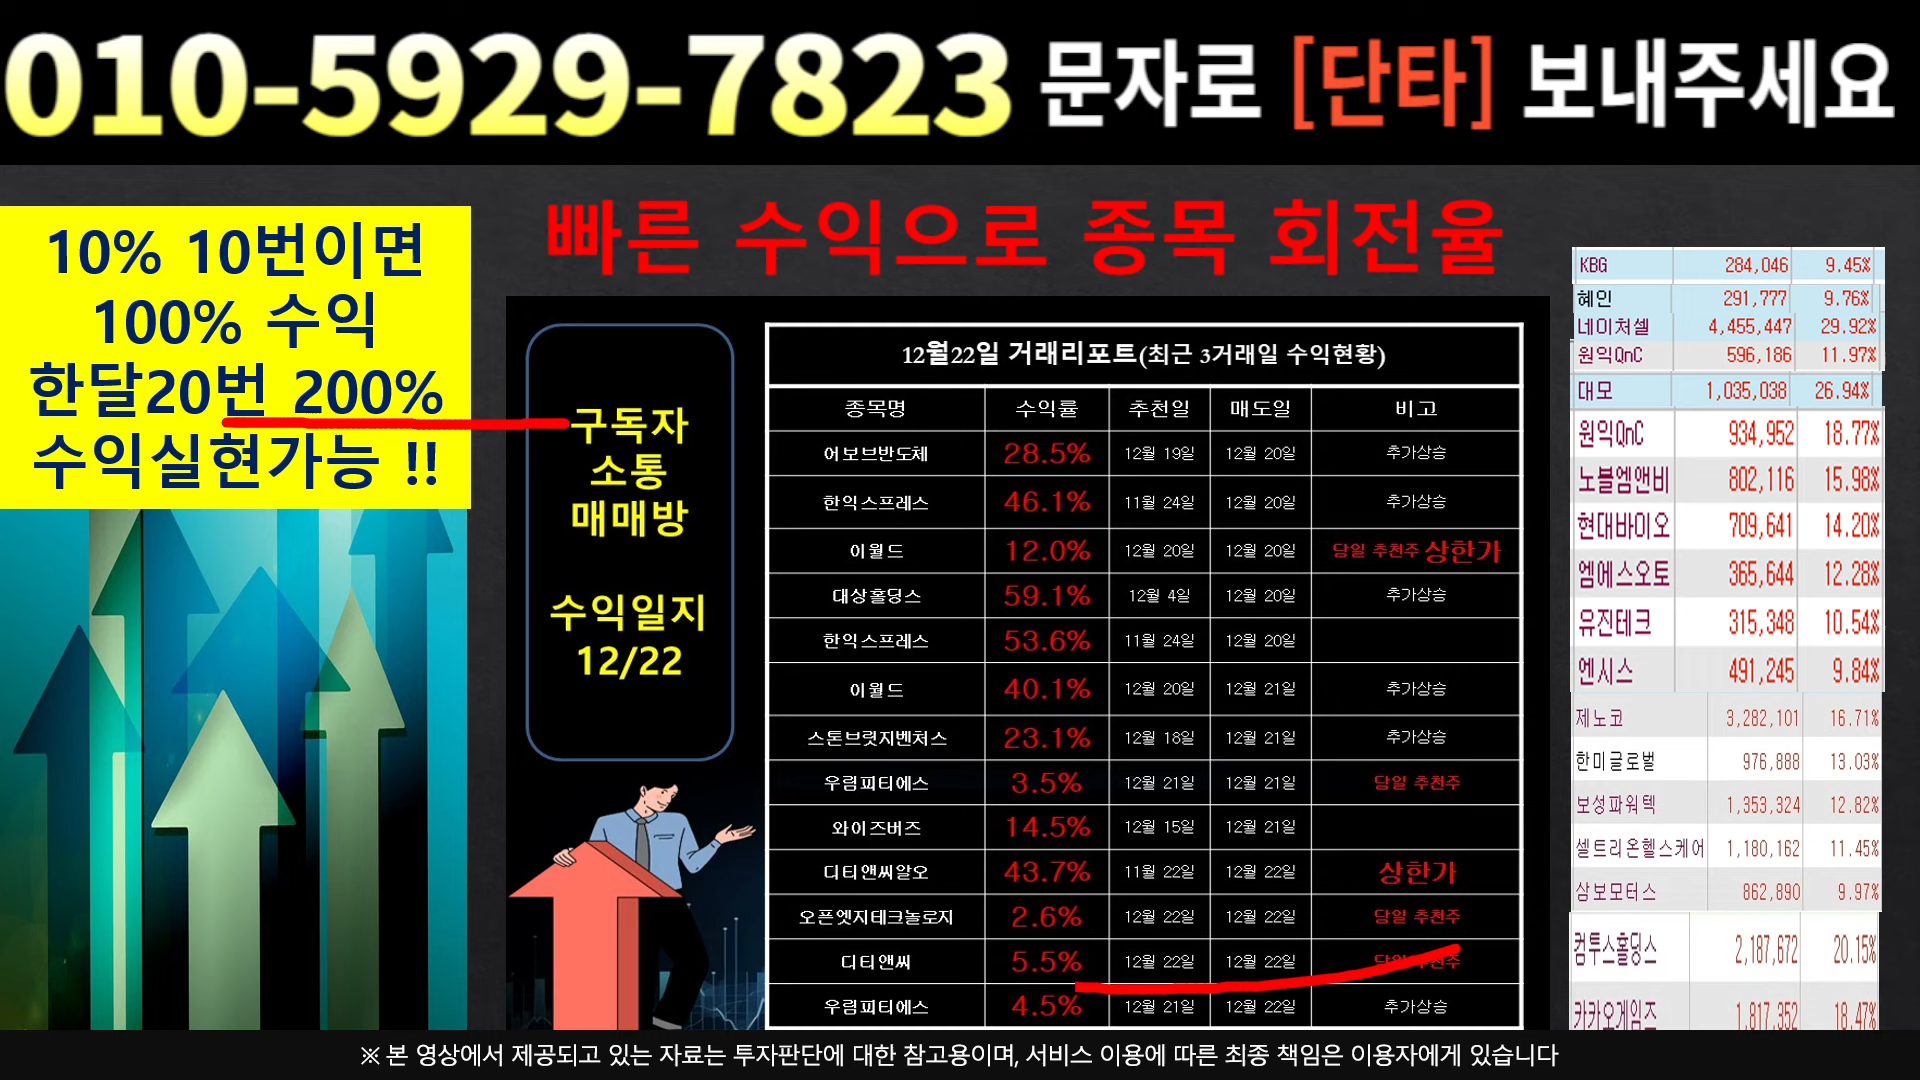 010-5929-7823 문자로 [단타] 보내주세요
빠른 수익으로 종목 회전율
10% 10번이면
100% 수익
한달20번 200%
수익실현가능 !!
구독자
소통
매매방
수익일지
12/22
12월22일 거래리포트(최근 3거래일 수익현황)
종목명 수익률 추천일 매도일 비고
어보브반도체 28.5% 12월 19일 12월 20일 추가상승
한익스프레스 46.1% 11월 24일 12월 20일 추가상승
이월드 12.0% 12월 20일 12월 20일 당일 추천주 상한가
대상홀딩스 59.1% 12월 4일 12월 20일 추가상승
한익스프레스 53.6% 11월 24일 12월 20일
이월드 40.1% 12월 20일 12월 21일 추가상승
스톤브릿지벤처스 23.1% 12월 18일 12월 21일 추가상승
우림피티에스 3.5% 12월 21일 12월 21일 당일 추천주
와이즈버즈 14.5% 12월 15일 12월 21일
디티앤씨알오 43.7% 11월 22일 12월 22일 상한가
오픈엣지테크놀로지 2.6% 12월 22일 12월 22일 당일 추천주
디티앤씨 5.5% 12월 22일 12월 22일 당일 추천주
우림피티에스 4.5% 12월 21일 12월 22일 추가상승
KBG 284,046 9.45%
혜인 291,777 9.76%
네이처셀 4,455,447 29.92%
원익QnC 596,186 11.97%
대모 1,035,038 26.94%
원익QnC 934,952 18.77%
노블엠앤비 802,116 15.98%
현대바이오 709,641 14.20%
엠에스오토 365,644 12.28%
유진테크 315,348 10.54%
엔시스 491,245 9.84%
제노코 3,282,101 16.71%
한미글로벌 976,888 13.03%
보성파워텍 1,353,324 12.82%
셀트리온헬스케어 1,180,162 11.45%
삼보모터스 862,890 9.97%
컴투스홀딩스 2,187,672 20.15%
카카오게임즈 1,817,352 18.47%
※ 본 영상에서 제공되고 있는 자료는 투자판단에 대한 참고용이며, 서비스 이용에 따른 최종 책임은 이용자에게 있습니다